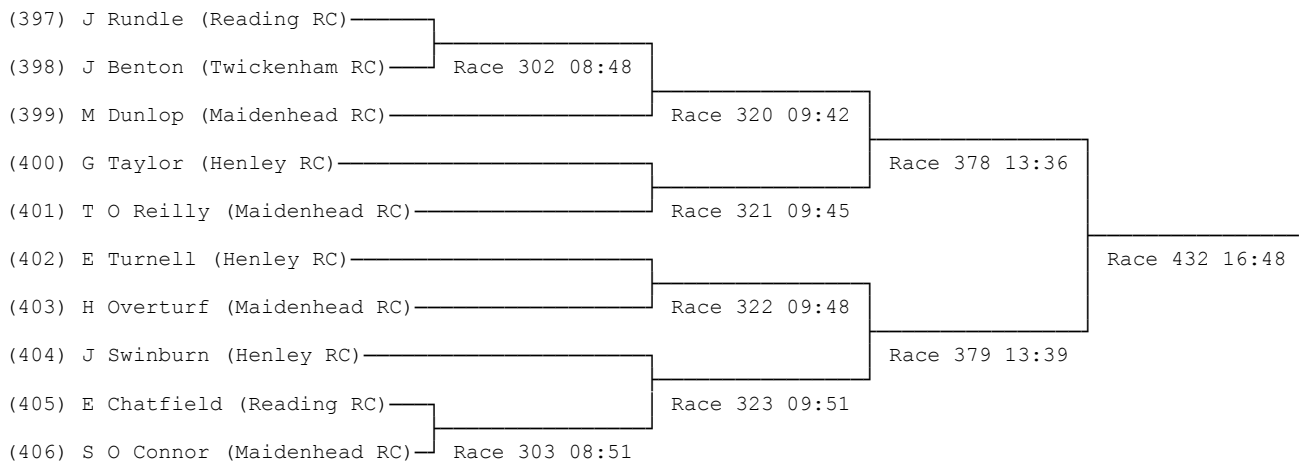 (397) J Rundle (Reading RC)
(398) J Benton (Twickenham RC) Race 302 08:48
(399) M Dunlop (Maidenhead RC) Race 320 09:42
(400) G Taylor (Henley RC) Race 378 13:36
(401) T O Reilly (Maidenhead RC) Race 321 09:45
(402) E Turnell (Henley RC) Race 432 16:48
(403) H Overturf (Maidenhead RC) Race 322 09:48
(404) J Swinburn (Henley RC) Race 379 13:39
(405) E Chatfield (Reading RC) Race 323 09:51
(406) S O Connor (Maidenhead RC) Race 303 08:51